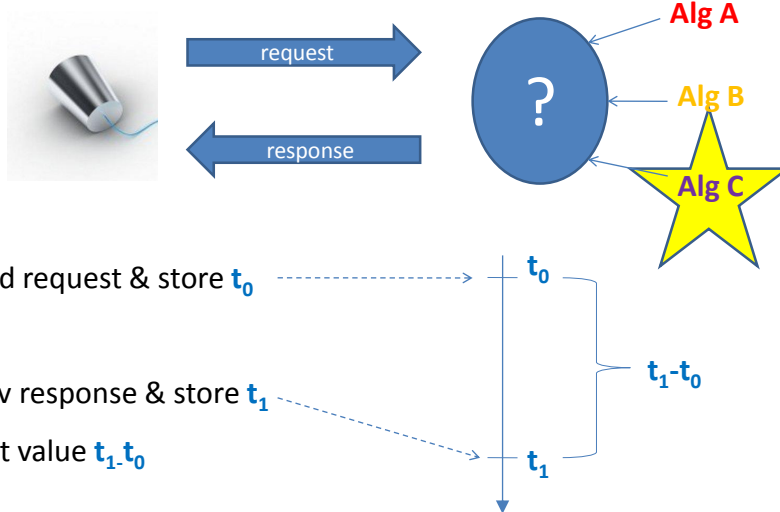 Alg A
request
?
Alg B
response
Alg C
d request & store t₀
t₀
t₁-t₀
v response & store t₁
t value t₁-t₀
t₁